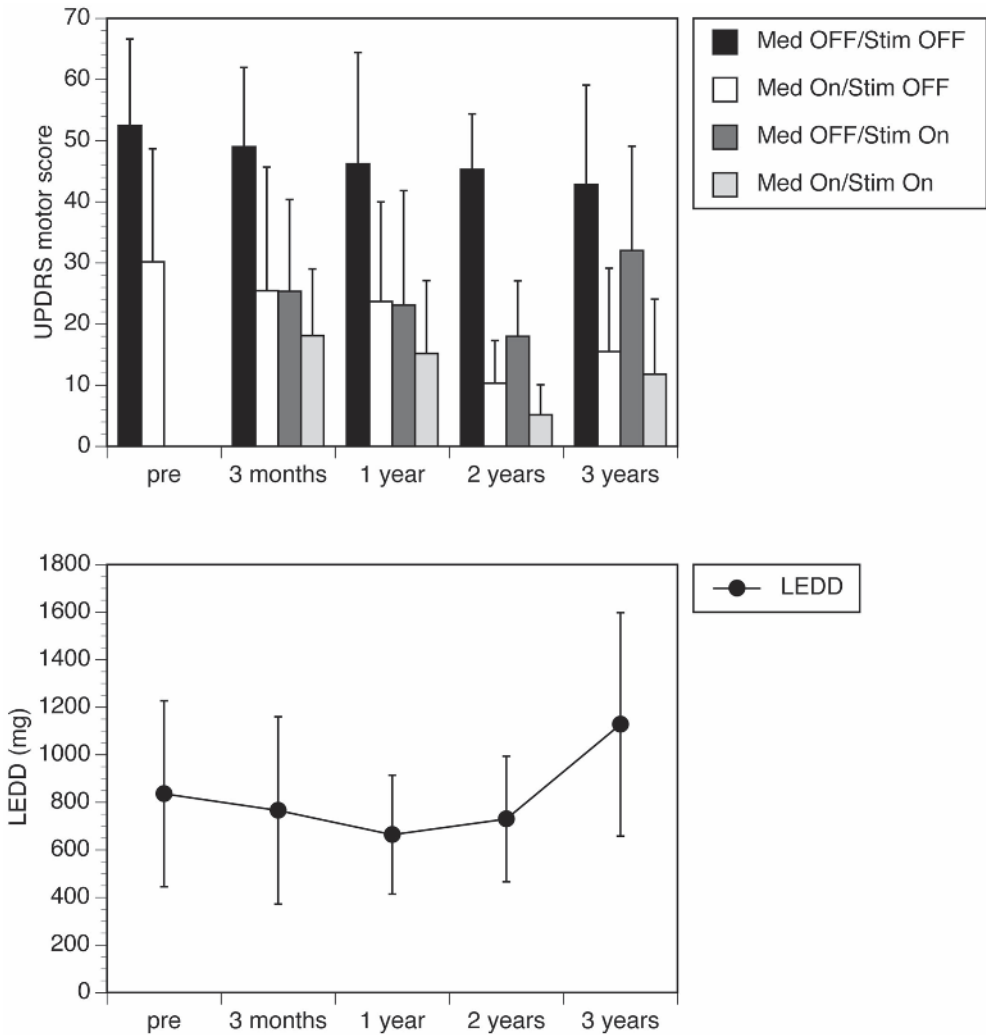 70
60
50
40
30
20
10
0
UPDRS motor score
pre 3 months 1 year 2 years 3 years
Med OFF/Stim OFF
Med On/Stim OFF
Med OFF/Stim On
Med On/Stim On
1800
1600
1400
1200
1000
800
600
400
200
0
LEDD (mg)
pre 3 months 1 year 2 years 3 years
LEDD